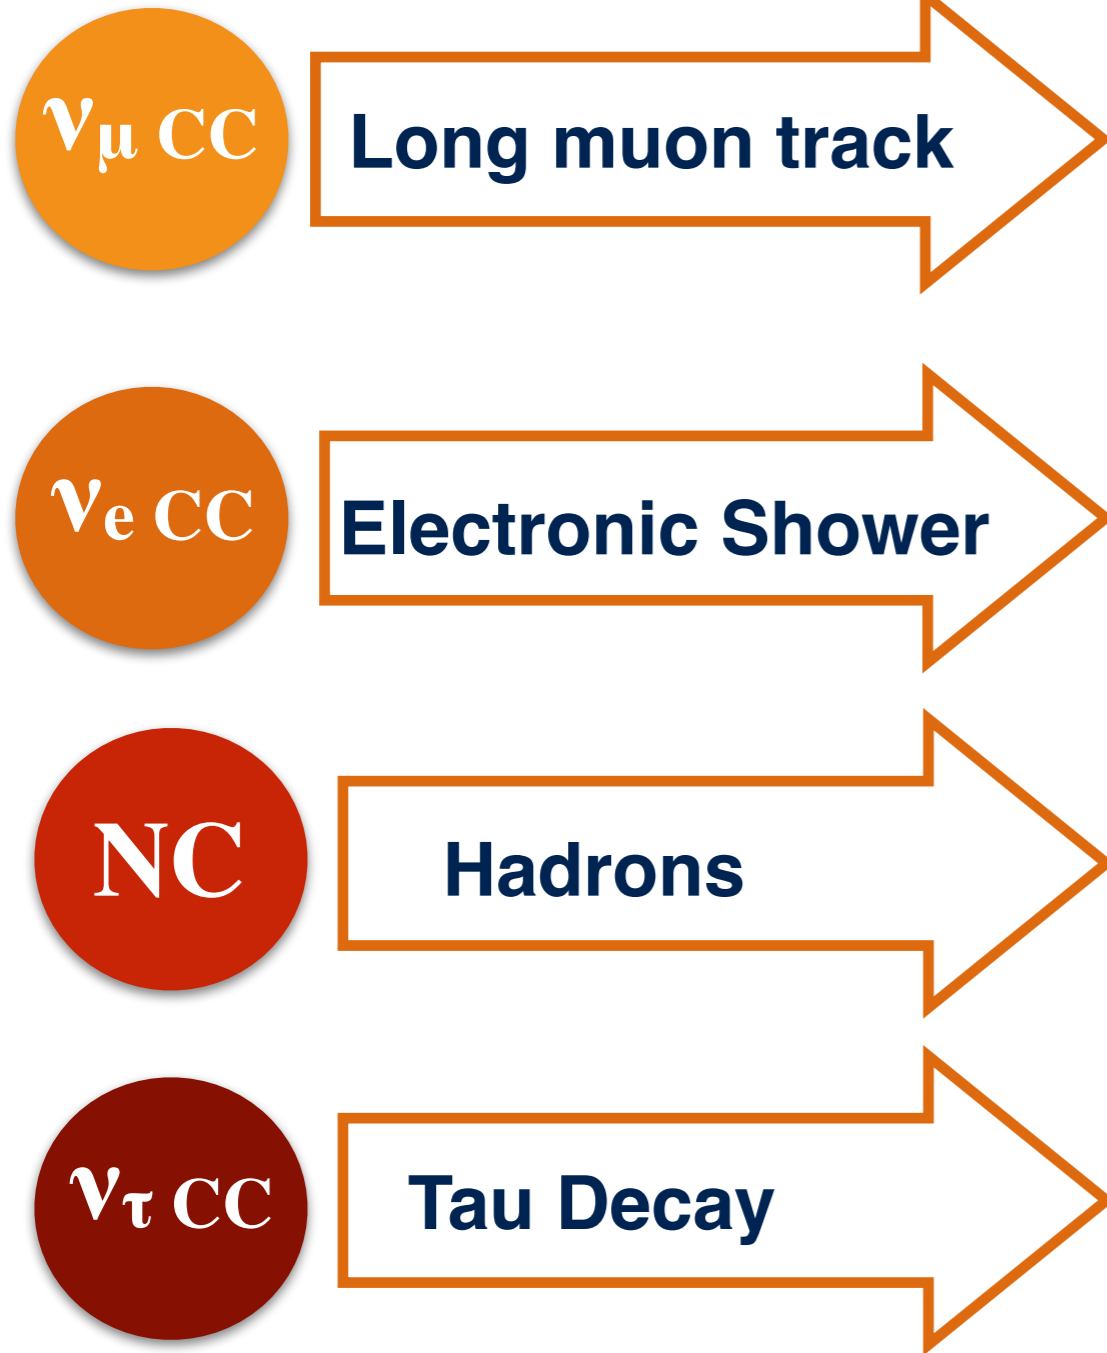 νμ CC
Long muon track
νe CC
Electronic Shower
NC
Hadrons
ντ CC
Tau Decay